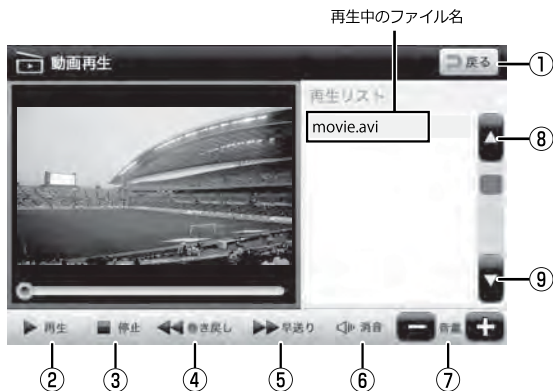 再生中のファイル名
動画再生
戻る
①
再生リスト
movie.avi
⑧
⑨
再生
停止
巻き戻し
早送り
消音
音量
②
③
④
⑤
⑥
⑦